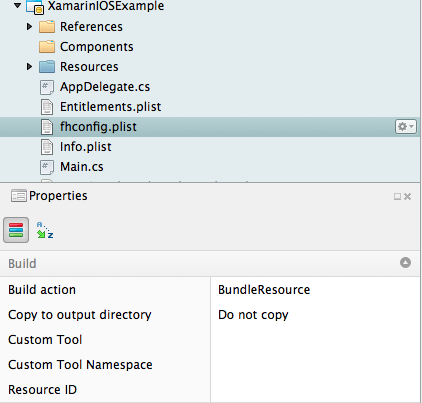 XamarinIOSExample
References
Components
Resources
AppDelegate.cs
Entitlements.plist
fhconfig.plist
Info.plist
Main.cs
Properties
A Z
Build
Build action BundleResource
Copy to output directory Do not copy
Custom Tool
Custom Tool Namespace
Resource ID